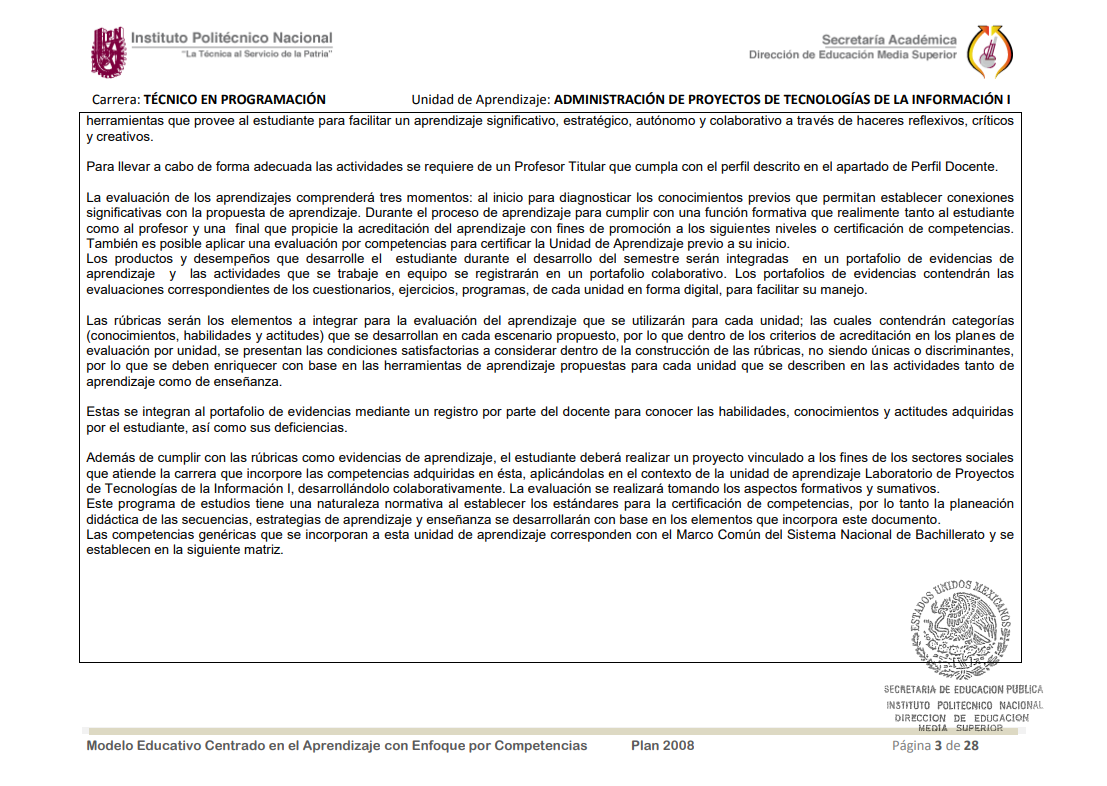 Instituto Politécnico Nacional
"La Técnica al Servicio de la Patria"
Secretaría Académica
Dirección de Educación Media Superior
Carrera: TÉCNICO EN PROGRAMACIÓN Unidad de Aprendizaje: ADMINISTRACIÓN DE PROYECTOS DE TECNOLOGÍAS DE LA INFORMACIÓN I
herramientas que provee al estudiante para facilitar un aprendizaje significativo, estratégico, autónomo y colaborativo a través de haceres reflexivos, críticos
y creativos.
Para llevar a cabo de forma adecuada las actividades se requiere de un Profesor Titular que cumpla con el perfil descrito en el apartado de Perfil Docente.
La evaluación de los aprendizajes comprenderá tres momentos: al inicio para diagnosticar los conocimientos previos que permitan establecer conexiones
significativas con la propuesta de aprendizaje. Durante el proceso de aprendizaje para cumplir con una función formativa que realimente tanto al estudiante
como al profesor y una final que propicie la acreditación del aprendizaje con fines de promoción a los siguientes niveles o certificación de competencias.
También es posible aplicar una evaluación por competencias para certificar la Unidad de Aprendizaje previo a su inicio.
Los productos y desempeños que desarrolle el estudiante durante el desarrollo del semestre serán integradas en un portafolio de evidencias de
aprendizaje y las actividades que se trabaje en equipo se registrarán en un portafolio colaborativo. Los portafolios de evidencias contendrán las
evaluaciones correspondientes de los cuestionarios, ejercicios, programas, de cada unidad en forma digital, para facilitar su manejo.
Las rúbricas serán los elementos a integrar para la evaluación del aprendizaje que se utilizarán para cada unidad; las cuales contendrán categorías
(conocimientos, habilidades y actitudes) que se desarrollan en cada escenario propuesto, por lo que dentro de los criterios de acreditación en los planes de
evaluación por unidad, se presentan las condiciones satisfactorias a considerar dentro de la construcción de las rúbricas, no siendo únicas o discriminantes,
por lo que se deben enriquecer con base en las herramientas de aprendizaje propuestas para cada unidad que se describen en las actividades tanto de
aprendizaje como de enseñanza.
Estas se integran al portafolio de evidencias mediante un registro por parte del docente para conocer las habilidades, conocimientos y actitudes adquiridas
por el estudiante, así como sus deficiencias.
Además de cumplir con las rúbricas como evidencias de aprendizaje, el estudiante deberá realizar un proyecto vinculado a los fines de los sectores sociales
que atiende la carrera que incorpore las competencias adquiridas en ésta, aplicándolas en el contexto de la unidad de aprendizaje Laboratorio de Proyectos
de Tecnologías de la Información I, desarrollándolo colaborativamente. La evaluación se realizará tomando los aspectos formativos y sumativos.
Este programa de estudios tiene una naturaleza normativa al establecer los estándares para la certificación de competencias, por lo tanto la planeación
didáctica de las secuencias, estrategias de aprendizaje y enseñanza se desarrollarán con base en los elementos que incorpora este documento.
Las competencias genéricas que se incorporan a esta unidad de aprendizaje corresponden con el Marco Común del Sistema Nacional de Bachillerato y se
establecen en la siguiente matriz.
ESTADOS UNIDOS MEXICANOS
SECRETARIA DE EDUCACION PUBLICA
INSTITUTO POLITECNICO NACIONAL
DIRECCION DE EDUCACION
MEDIA SUPERIOR
Modelo Educativo Centrado en el Aprendizaje con Enfoque por Competencias Plan 2008 Página 3 de 28